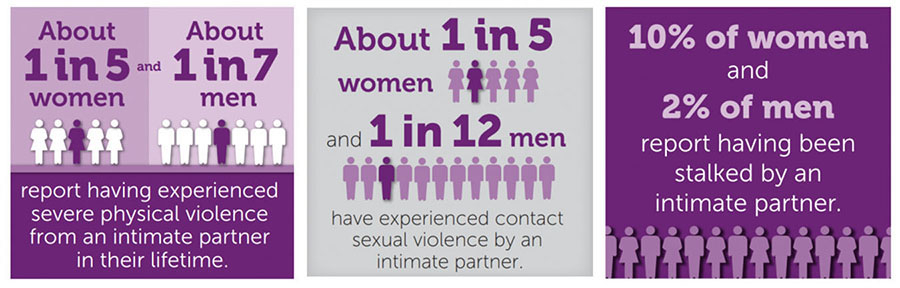 About
1 in 5
women
and
About
1 in 7
men
report having experienced
severe physical violence
from an intimate partner
in their lifetime.
About 1 in 5
women
and 1 in 12 men
have experienced contact
sexual violence by an
intimate partner.
10% of women
and
2% of men
report having been
stalked by an
intimate partner.